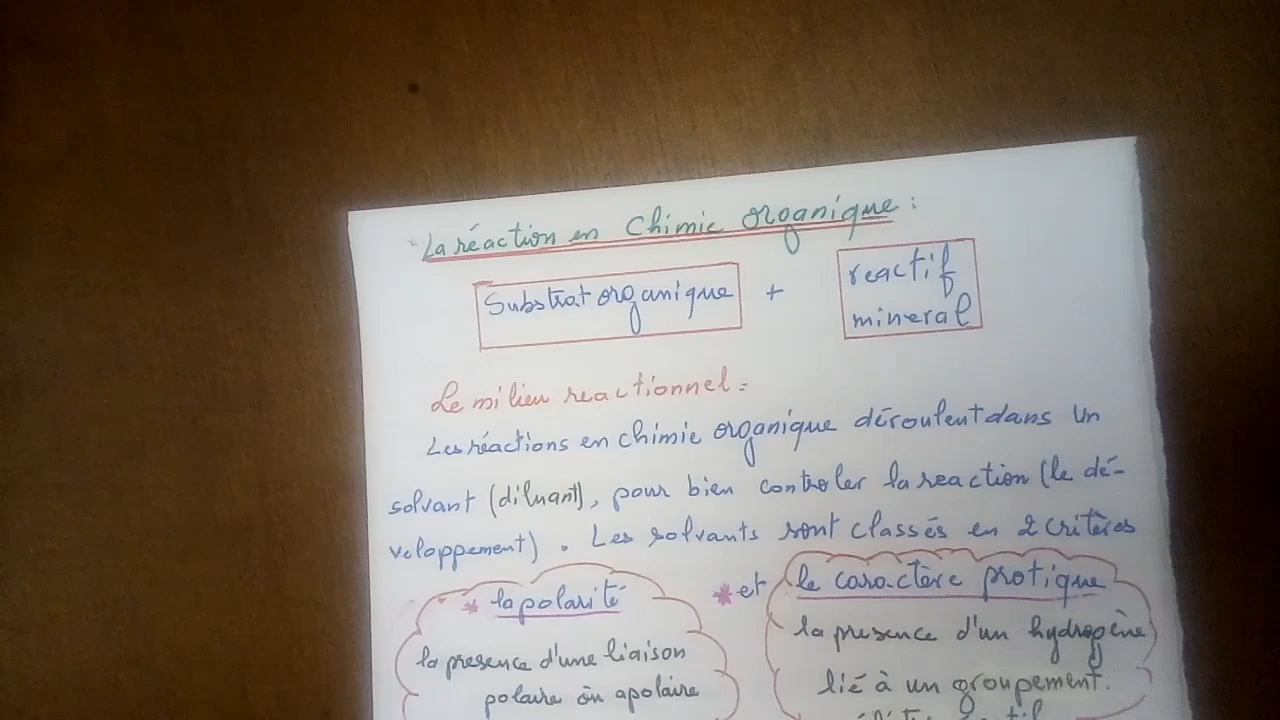 La réaction en chimie organique :
Substrat organique + reactif
mineral
Le milieu reactionnel :
Les réactions en chimie organique déroulent dans un
solvant (diluant), pour bien controler la reaction (le dé-
veloppement). Les solvants sont classés en 2 critères
* la polarité
la presence d'une liaison
polaire ou apolaire
* et le caractère protique
la presence d'un hydrogène
lié à un groupement.